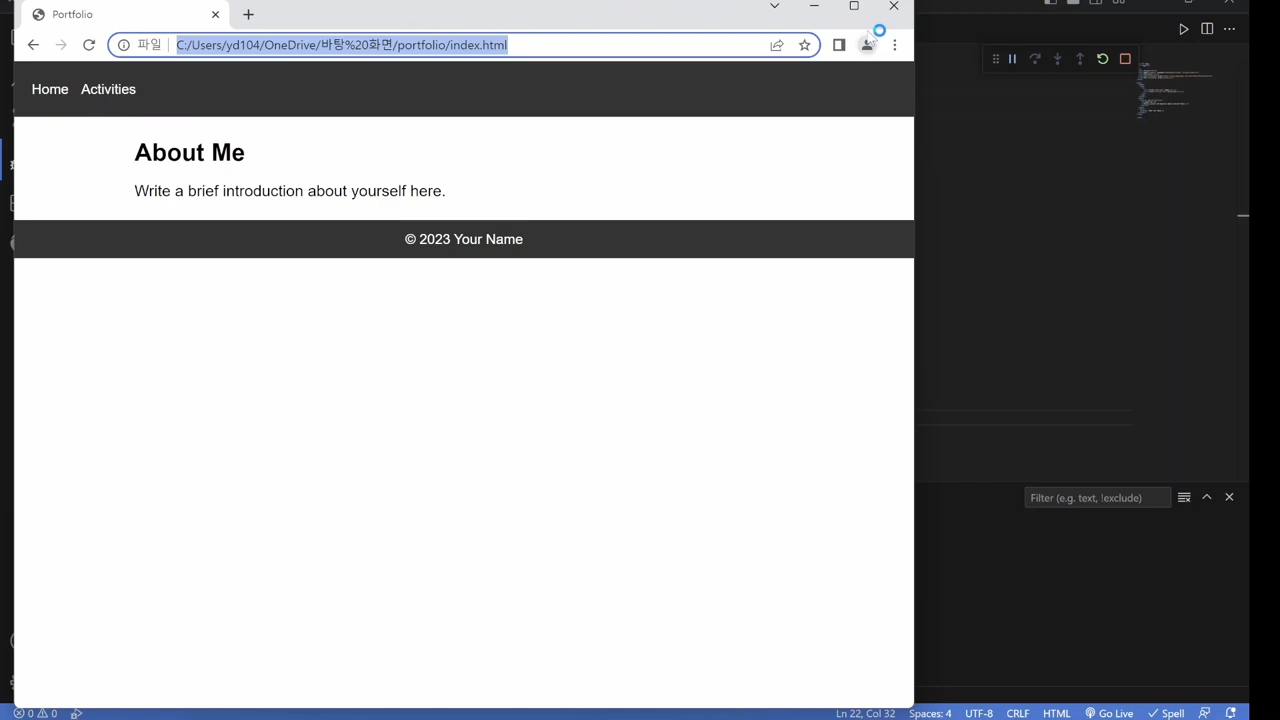 Portfolio
파일
C:/Users/yd104/OneDrive/바탕%20화면/portfolio/index.html
Home Activities
About Me
Write a brief introduction about yourself here.
© 2023 Your Name
Filter (e.g. text, !exclude)
0 0
Ln 22, Col 32 Spaces: 4 UTF-8 CRLF HTML Go Live Spell